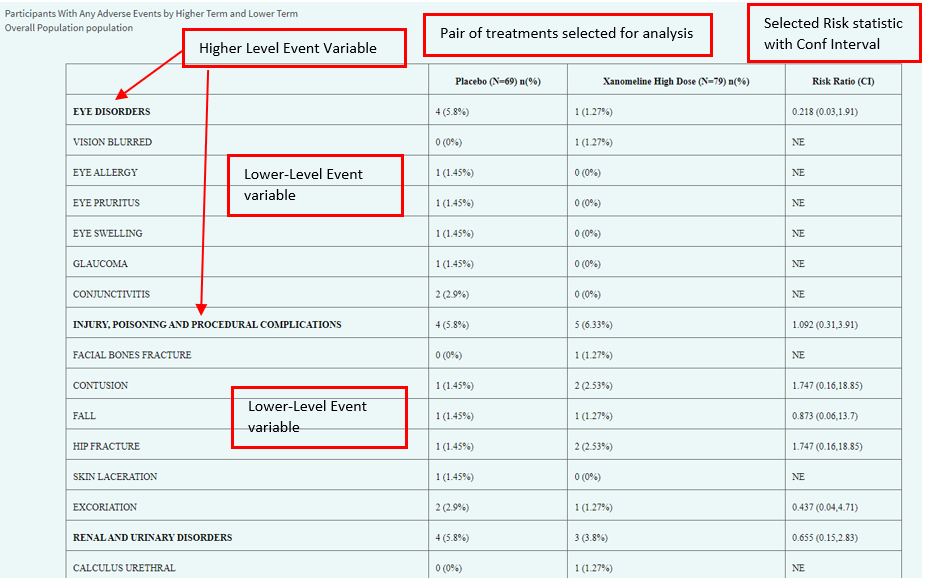 Participants With Any Adverse Events by Higher Term and Lower Term
Overall Population population
Higher Level Event Variable
Pair of treatments selected for analysis
Selected Risk statistic
with Conf Interval
Placebo (N=69) n(%) Xanomeline High Dose (N=79) n(%) Risk Ratio (CI)
EYE DISORDERS 4 (5.8%) 1 (1.27%) 0.218 (0.03,1.91)
VISION BLURRED 0 (0%) 1 (1.27%) NE
EYE ALLERGY 1 (1.45%) 0 (0%) NE
EYE PRURITUS 1 (1.45%) 0 (0%) NE
EYE SWELLING 1 (1.45%) 0 (0%) NE
GLAUCOMA 1 (1.45%) 0 (0%) NE
CONJUNCTIVITIS 2 (2.9%) 0 (0%) NE
Lower-Level Event
variable
INJURY, POISONING AND PROCEDURAL COMPLICATIONS 4 (5.8%) 5 (6.33%) 1.092 (0.31,3.91)
FACIAL BONES FRACTURE 0 (0%) 1 (1.27%) NE
CONTUSION 1 (1.45%) 2 (2.53%) 1.747 (0.16,18.85)
FALL 1 (1.45%) 1 (1.27%) 0.873 (0.06,13.7)
HIP FRACTURE 1 (1.45%) 2 (2.53%) 1.747 (0.16,18.85)
SKIN LACERATION 1 (1.45%) 0 (0%) NE
EXCORIATION 2 (2.9%) 1 (1.27%) 0.437 (0.04,4.71)
Lower-Level Event
variable
RENAL AND URINARY DISORDERS 4 (5.8%) 3 (3.8%) 0.655 (0.15,2.83)
CALCULUS URETHRAL 0 (0%) 1 (1.27%) NE